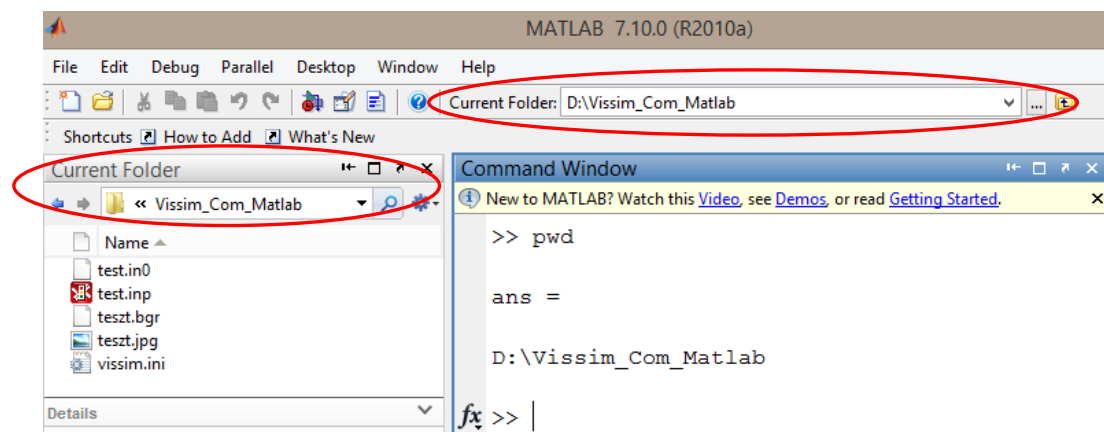 MATLAB 7.10.0 (R2010a)
File Edit Debug Parallel Desktop Window Help
Current Folder: D:\Vissim_Com_Matlab ...
Shortcuts How to Add What's New
Current Folder
« Vissim_Com_Matlab
Name
test.in0
test.inp
teszt.bgr
teszt.jpg
vissim.ini
Details
Command Window
New to MATLAB? Watch this Video, see Demos, or read Getting Started.
>> pwd
ans =
D:\Vissim_Com_Matlab
fx >>